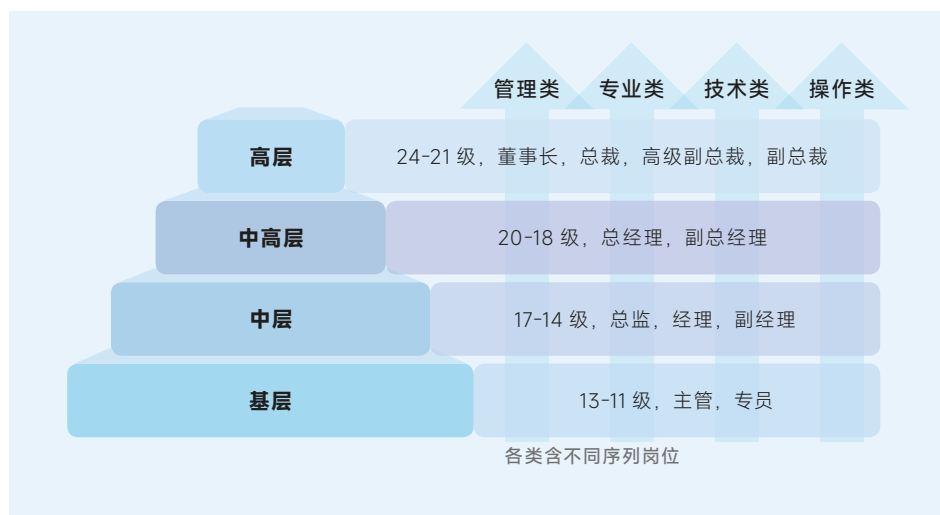 管理类 专业类 技术类 操作类
高层
24-21 级，董事长，总裁，高级副总裁，副总裁
中高层
20-18 级，总经理，副总经理
中层
17-14 级，总监，经理，副经理
基层
13-11 级，主管，专员
各类含不同序列岗位